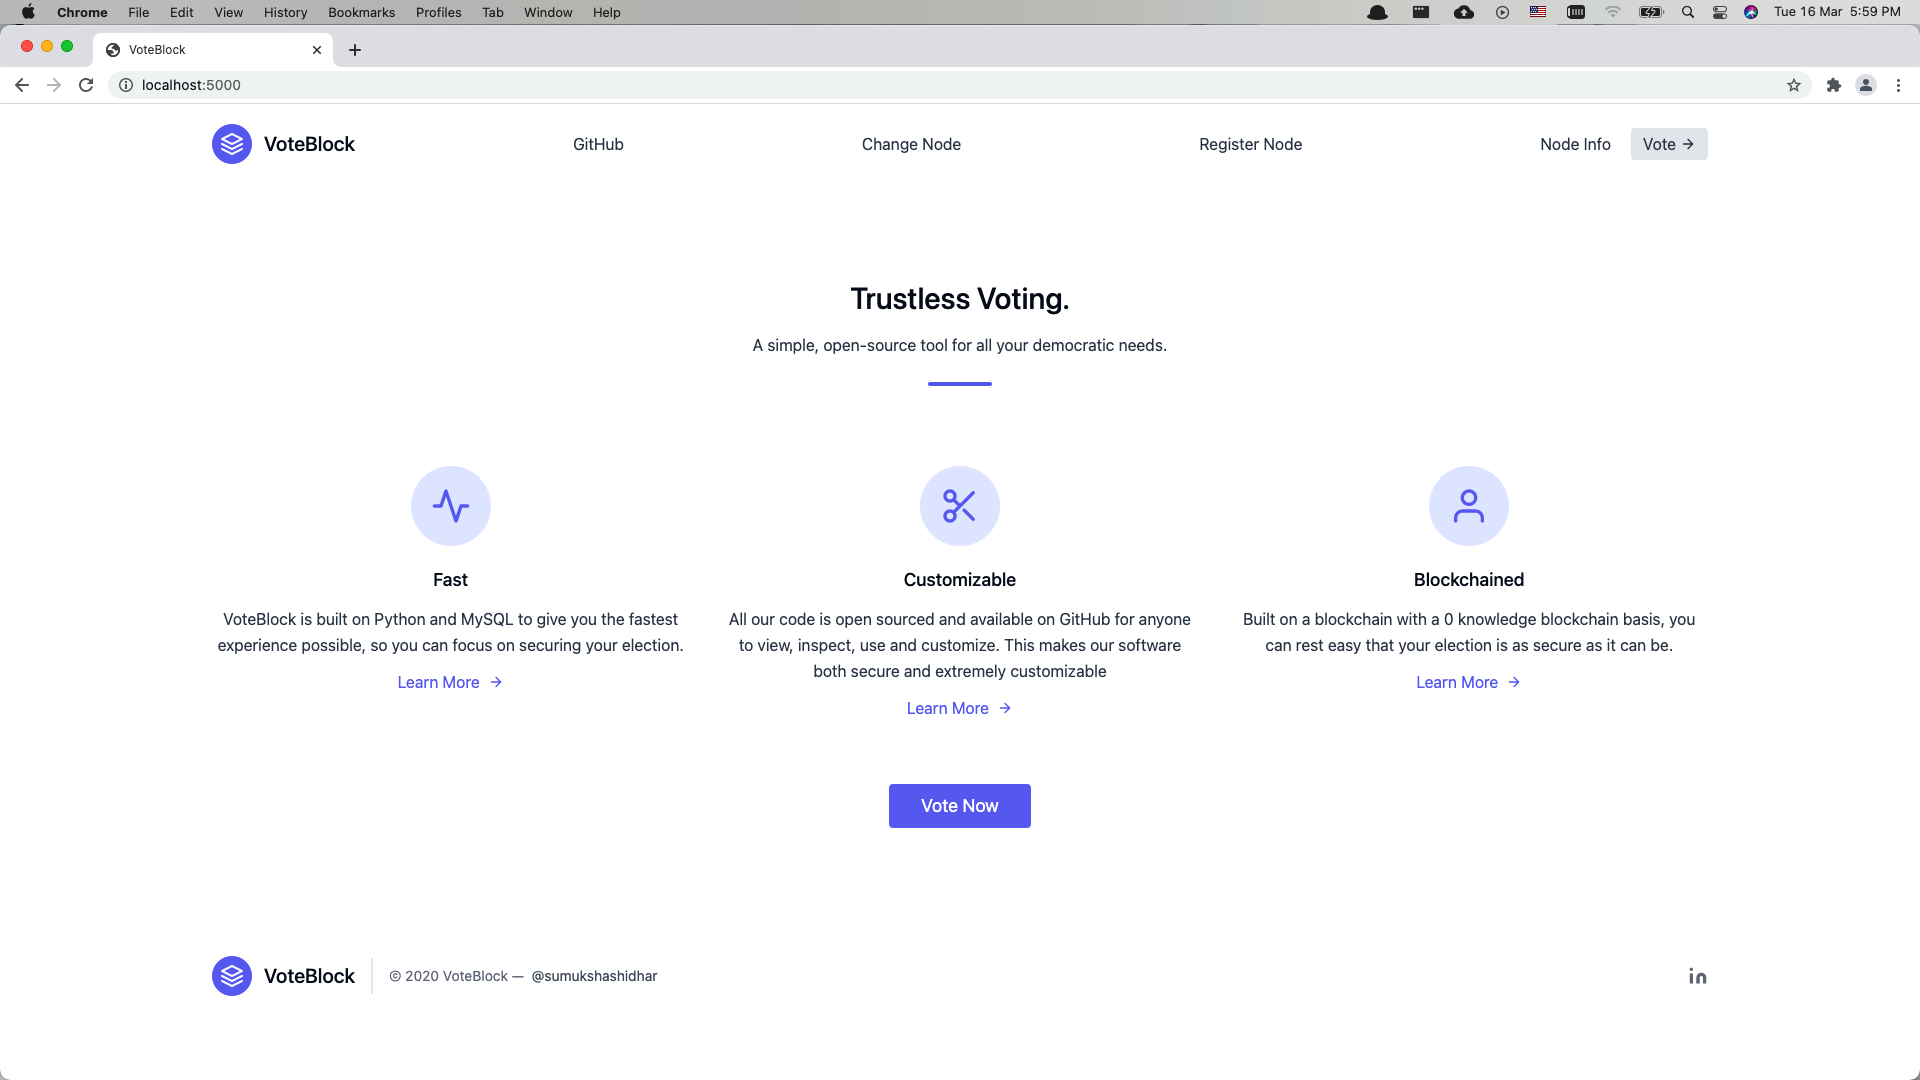 Chrome File Edit View History Bookmarks Profiles Tab Window Help Tue 16 Mar 5:59 PM
VoteBlock
localhost:5000
VoteBlock GitHub Change Node Register Node Node Info Vote →
Trustless Voting.
A simple, open-source tool for all your democratic needs.
Fast
VoteBlock is built on Python and MySQL to give you the fastest
experience possible, so you can focus on securing your election.
Learn More →
Customizable
All our code is open sourced and available on GitHub for anyone
to view, inspect, use and customize. This makes our software
both secure and extremely customizable
Learn More →
Blockchained
Built on a blockchain with a 0 knowledge blockchain basis, you
can rest easy that your election is as secure as it can be.
Learn More →
Vote Now
VoteBlock © 2020 VoteBlock — @sumukshashidhar in